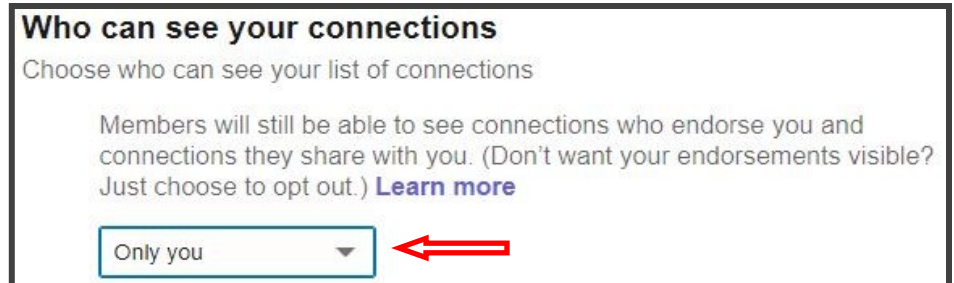 Who can see your connections
Choose who can see your list of connections
Members will still be able to see connections who endorse you and
connections they share with you. (Don't want your endorsements visible?
Just choose to opt out.) Learn more
Only you